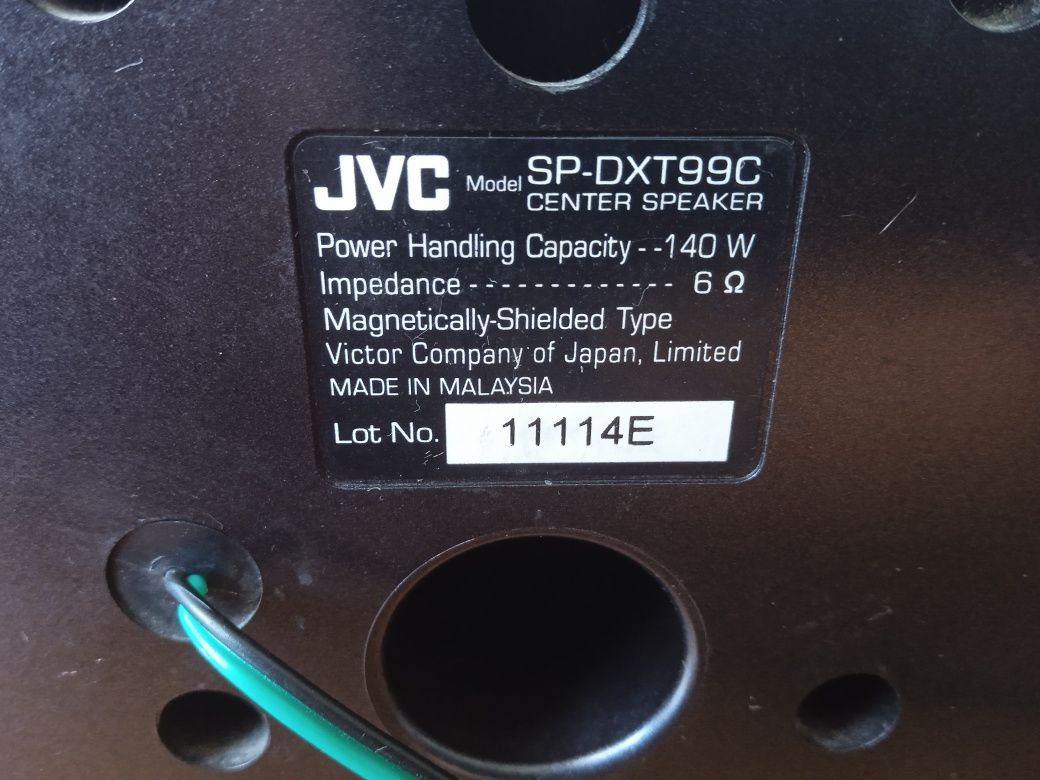 JVC Model SP-DXT99C
CENTER SPEAKER
Power Handling Capacity - - 140 W
Impedance - - - - - - - - - - - - - 6 Ω
Magnetically-Shielded Type
Victor Company of Japan, Limited
MADE IN MALAYSIA
Lot No. 11114E